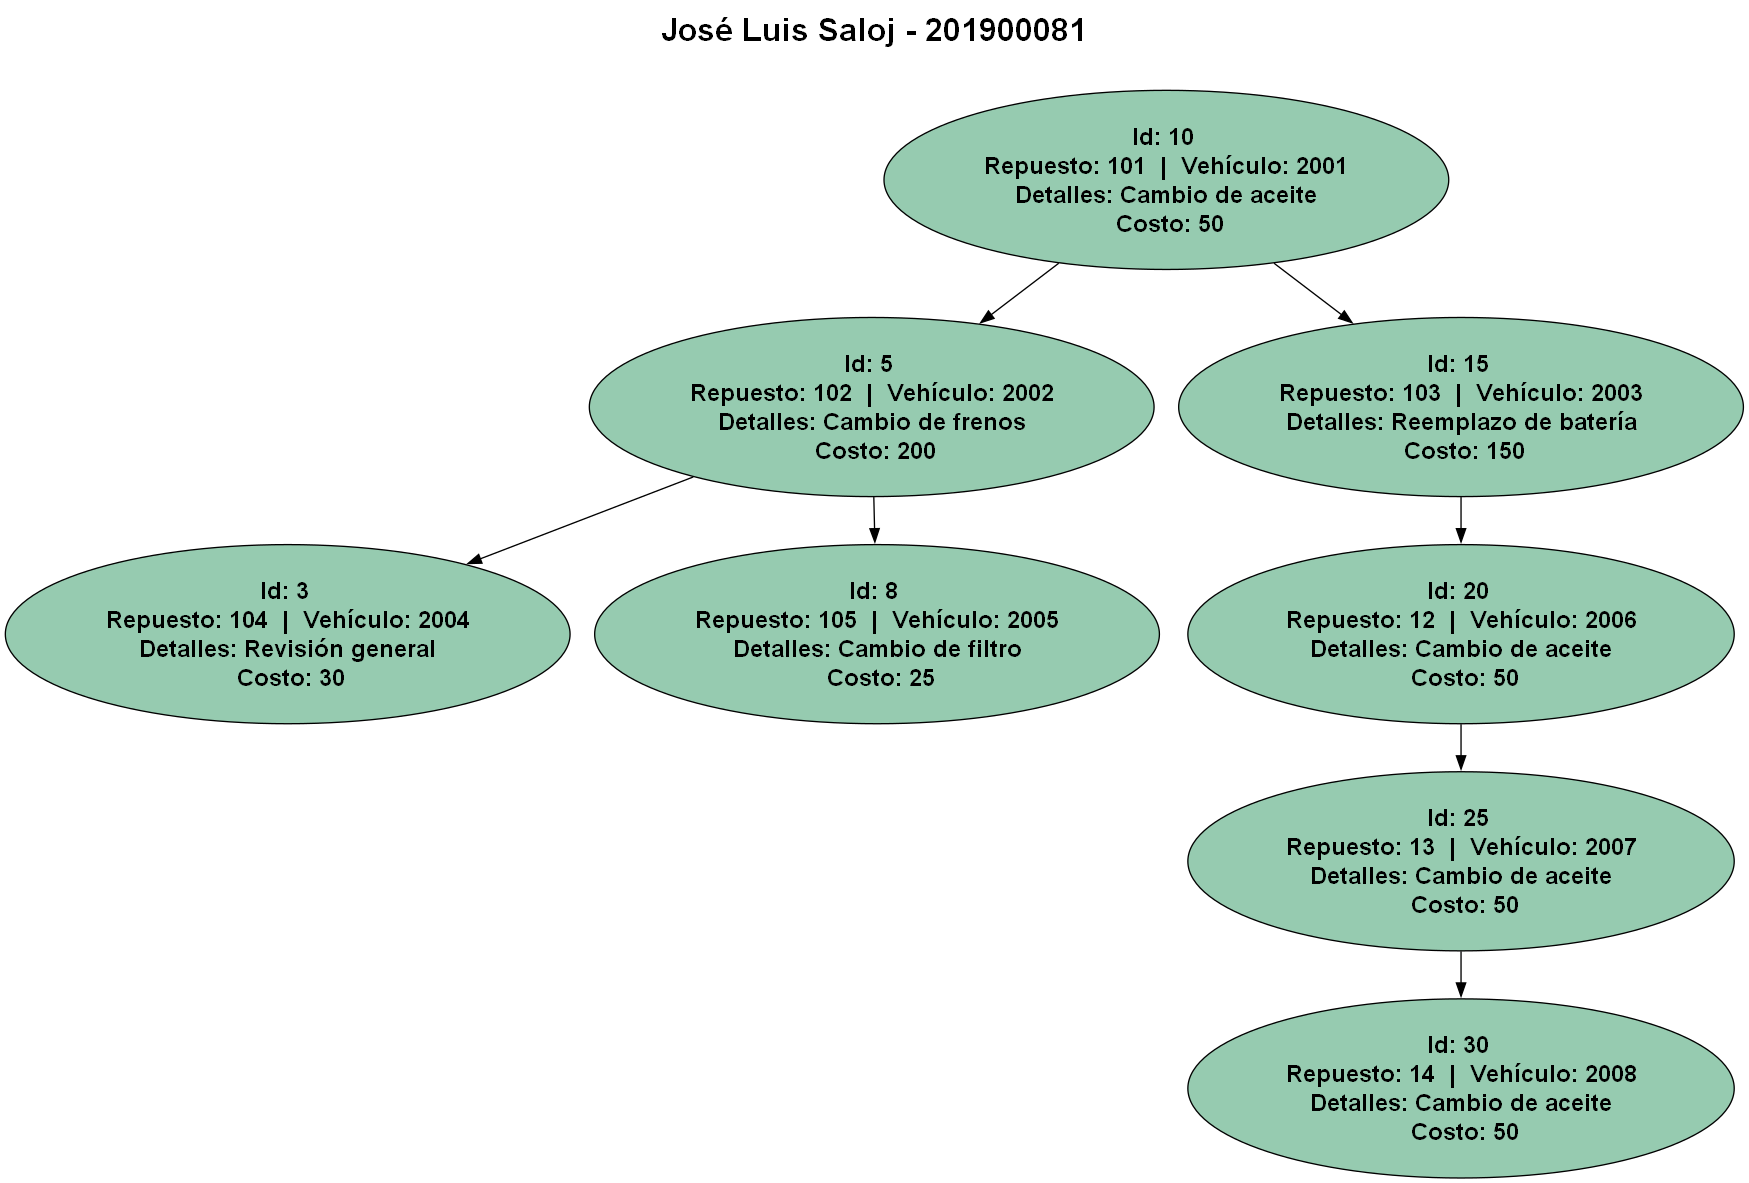 José Luis Saloj - 201900081
Id: 10
Repuesto: 101 | Vehículo: 2001
Detalles: Cambio de aceite
Costo: 50
Id: 5
Repuesto: 102 | Vehículo: 2002
Detalles: Cambio de frenos
Costo: 200
Id: 15
Repuesto: 103 | Vehículo: 2003
Detalles: Reemplazo de batería
Costo: 150
Id: 3
Repuesto: 104 | Vehículo: 2004
Detalles: Revisión general
Costo: 30
Id: 8
Repuesto: 105 | Vehículo: 2005
Detalles: Cambio de filtro
Costo: 25
Id: 20
Repuesto: 12 | Vehículo: 2006
Detalles: Cambio de aceite
Costo: 50
Id: 25
Repuesto: 13 | Vehículo: 2007
Detalles: Cambio de aceite
Costo: 50
Id: 30
Repuesto: 14 | Vehículo: 2008
Detalles: Cambio de aceite
Costo: 50